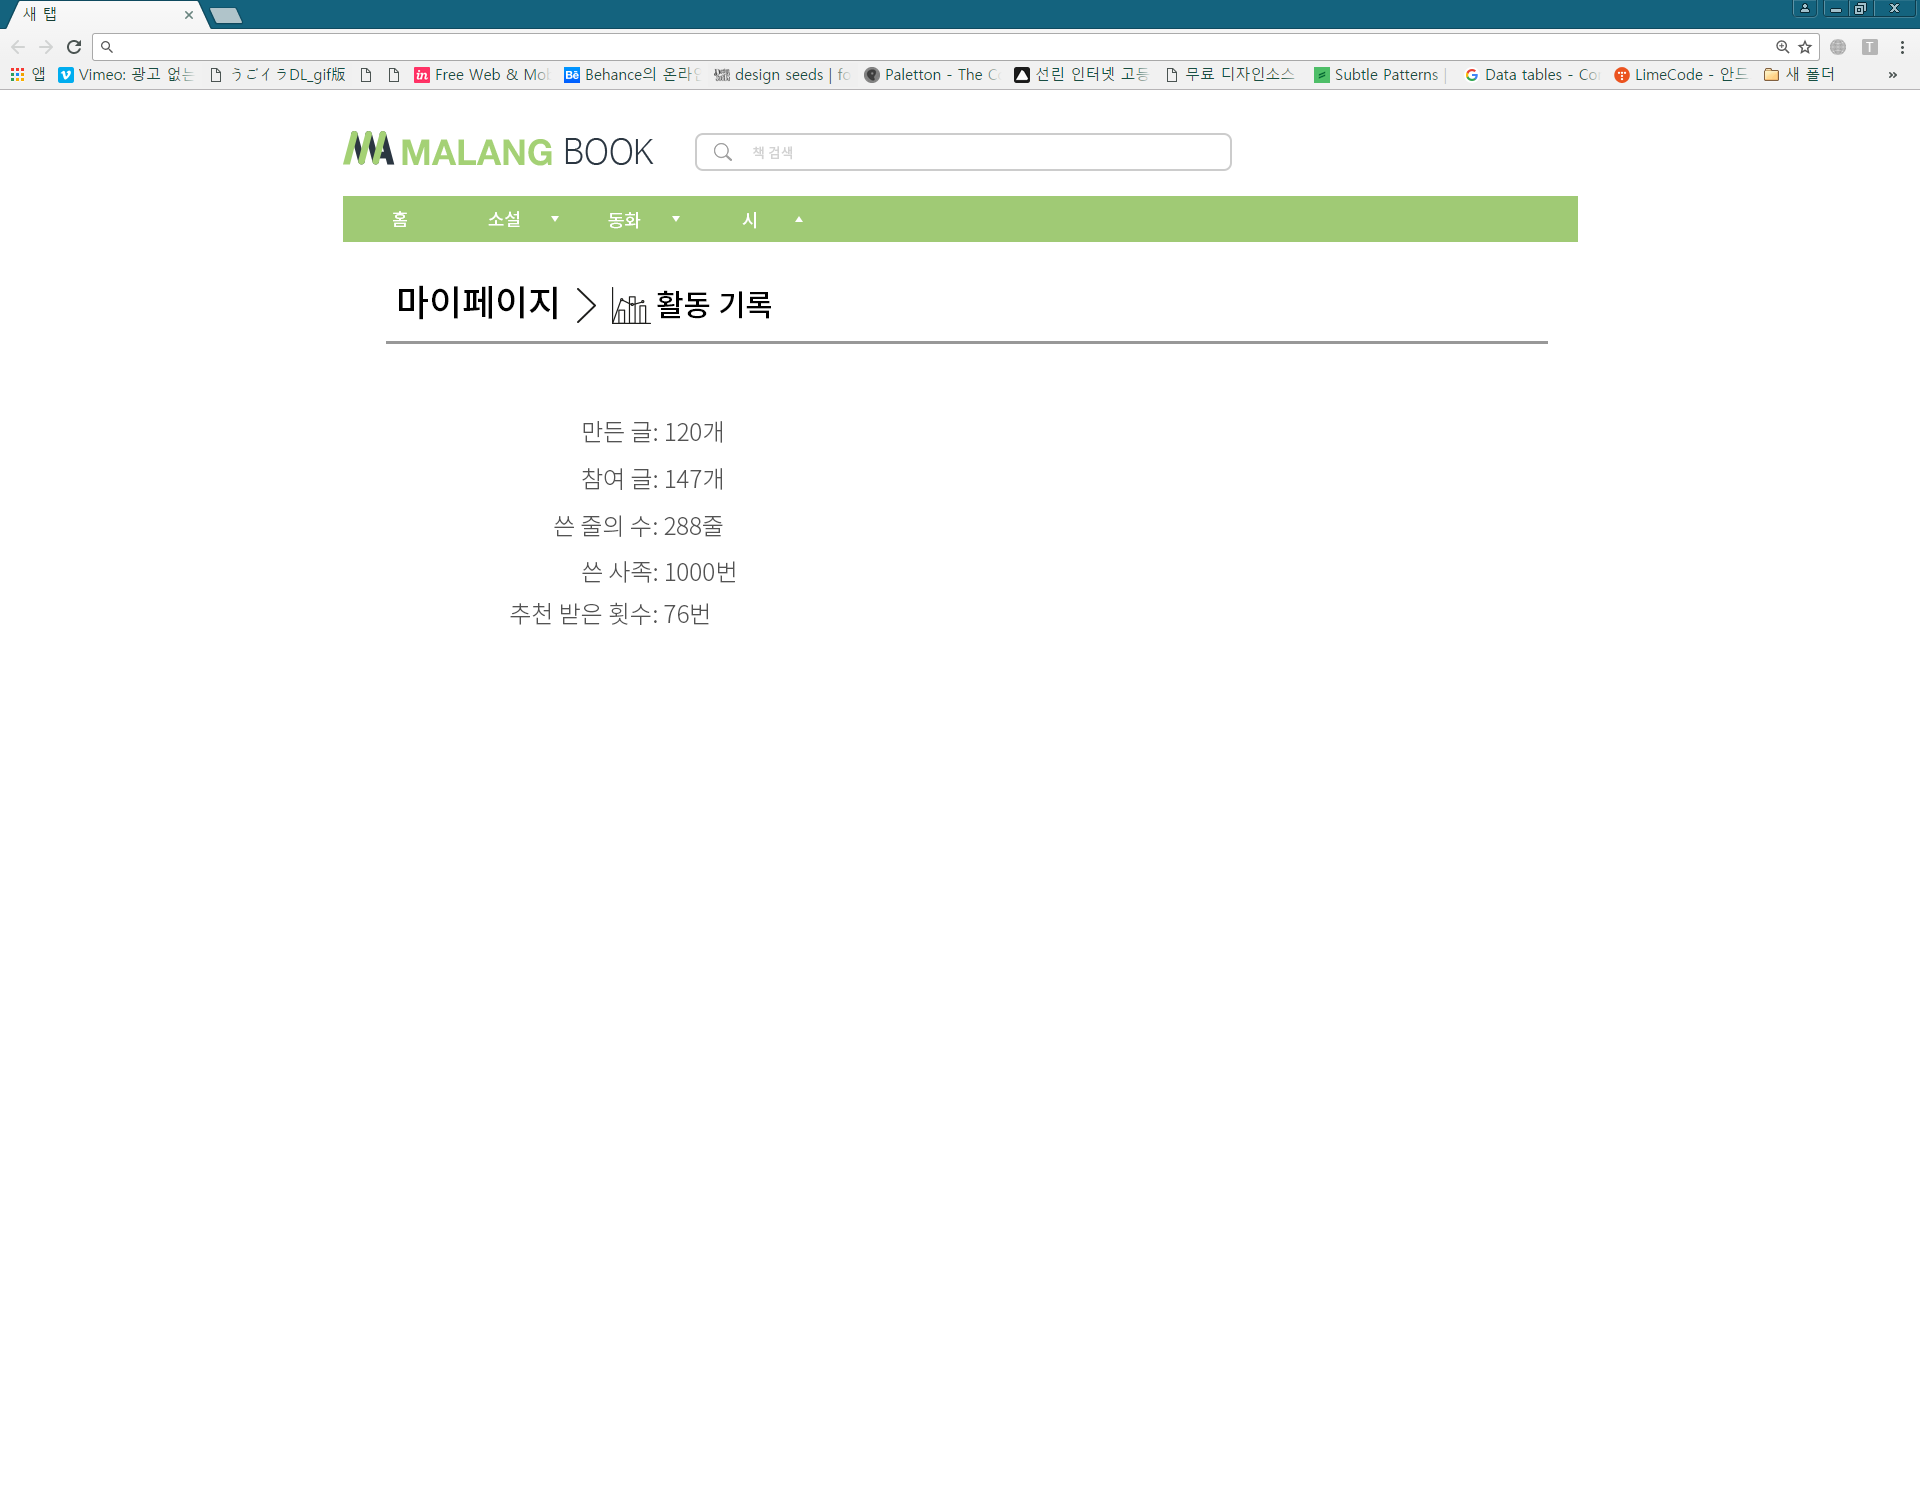 새 탭
앱 Vimeo: 광고 없는 うごイラDL_gif版 Free Web & Mob Behance의 온라인 design seeds | fo Paletton - The Co 선린 인터넷 고등 무료 디자인소스 Subtle Patterns | Data tables - Co LimeCode - 안드 새 폴더 »
MALANG BOOK 책 검색
홈 소설 동화 시
마이페이지 > 활동 기록
만든 글: 120개
참여 글: 147개
쓴 줄의 수: 288줄
쓴 사족: 1000번
추천 받은 횟수: 76번